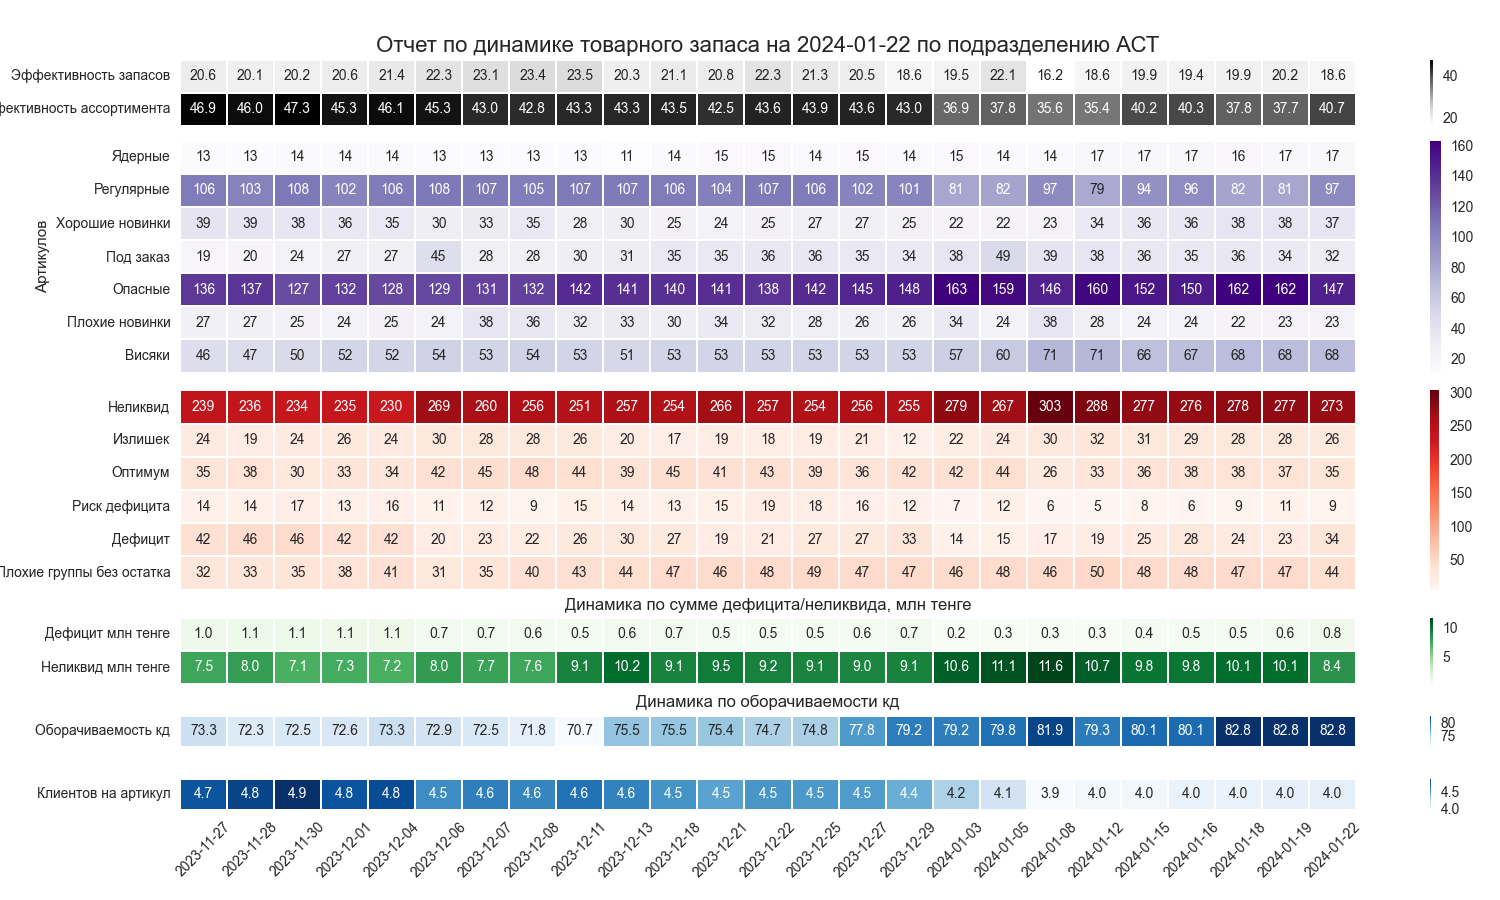 Отчет по динамике товарного запаса на 2024-01-22 по подразделению АСТ
Эффективность запасов 20.6 20.1 20.2 20.6 21.4 22.3 23.1 23.4 23.5 20.3 21.1 20.8 22.3 21.3 20.5 18.6 19.5 22.1 16.2 18.6 19.9 19.4 19.9 20.2 18.6
фективность ассортимента 46.9 46.0 47.3 45.3 46.1 45.3 43.0 42.8 43.3 43.3 43.5 42.5 43.6 43.9 43.6 43.0 36.9 37.8 35.6 35.4 40.2 40.3 37.8 37.7 40.7
40
20
Артикулов
Ядерные 13 13 14 14 14 13 13 13 13 11 14 15 15 14 15 14 15 14 14 17 17 17 16 17 17
Регулярные 106 103 108 102 106 108 107 105 107 107 106 104 107 106 102 101 81 82 97 79 94 96 82 81 97
Хорошие новинки 39 39 38 36 35 30 33 35 28 30 25 24 25 27 27 25 22 22 23 34 36 36 38 38 37
Под заказ 19 20 24 27 27 45 28 28 30 31 35 35 36 36 35 34 38 49 39 38 36 35 36 34 32
Опасные 136 137 127 132 128 129 131 132 142 141 140 141 138 142 145 148 163 159 146 160 152 150 162 162 147
Плохие новинки 27 27 25 24 25 24 38 36 32 33 30 34 32 28 26 26 34 24 38 28 24 24 22 23 23
Висяки 46 47 50 52 52 54 53 54 53 51 53 53 53 53 53 53 57 60 71 71 66 67 68 68 68
160
140
120
100
80
60
40
20
Неликвид 239 236 234 235 230 269 260 256 251 257 254 266 257 254 256 255 279 267 303 288 277 276 278 277 273
Излишек 24 19 24 26 24 30 28 28 26 20 17 19 18 19 21 12 22 24 30 32 31 29 28 28 26
Оптимум 35 38 30 33 34 42 45 48 44 39 45 41 43 39 36 42 42 44 26 33 36 38 38 37 35
Риск дефицита 14 14 17 13 16 11 12 9 15 14 13 15 19 18 16 12 7 12 6 5 8 6 9 11 9
Дефицит 42 46 46 42 42 20 23 22 26 30 27 19 21 27 27 33 14 15 17 19 25 28 24 23 34
Плохие группы без остатка 32 33 35 38 41 31 35 40 43 44 47 46 48 49 47 47 46 48 46 50 48 48 47 47 44
300
250
200
150
100
50
Динамика по сумме дефицита/неликвида, млн тенге
Дефицит млн тенге 1.0 1.1 1.1 1.1 1.1 0.7 0.7 0.6 0.5 0.6 0.7 0.5 0.5 0.5 0.6 0.7 0.2 0.3 0.3 0.3 0.4 0.5 0.5 0.6 0.8
Неликвид млн тенге 7.5 8.0 7.1 7.3 7.2 8.0 7.7 7.6 9.1 10.2 9.1 9.5 9.2 9.1 9.0 9.1 10.6 11.1 11.6 10.7 9.8 9.8 10.1 10.1 8.4
10
5
Динамика по оборачиваемости кд
Оборачиваемость кд 73.3 72.3 72.5 72.6 73.3 72.9 72.5 71.8 70.7 75.5 75.5 75.4 74.7 74.8 77.8 79.2 79.2 79.8 81.9 79.3 80.1 80.1 82.8 82.8 82.8
80
75
Клиентов на артикул 4.7 4.8 4.9 4.8 4.8 4.5 4.6 4.6 4.6 4.6 4.5 4.5 4.5 4.5 4.5 4.4 4.2 4.1 3.9 4.0 4.0 4.0 4.0 4.0 4.0
4.5
4.0
2023-11-27 2023-11-28 2023-11-30 2023-12-01 2023-12-04 2023-12-06 2023-12-07 2023-12-08 2023-12-11 2023-12-13 2023-12-18 2023-12-21 2023-12-22 2023-12-25 2023-12-27 2023-12-29 2024-01-03 2024-01-05 2024-01-08 2024-01-12 2024-01-15 2024-01-16 2024-01-18 2024-01-19 2024-01-22